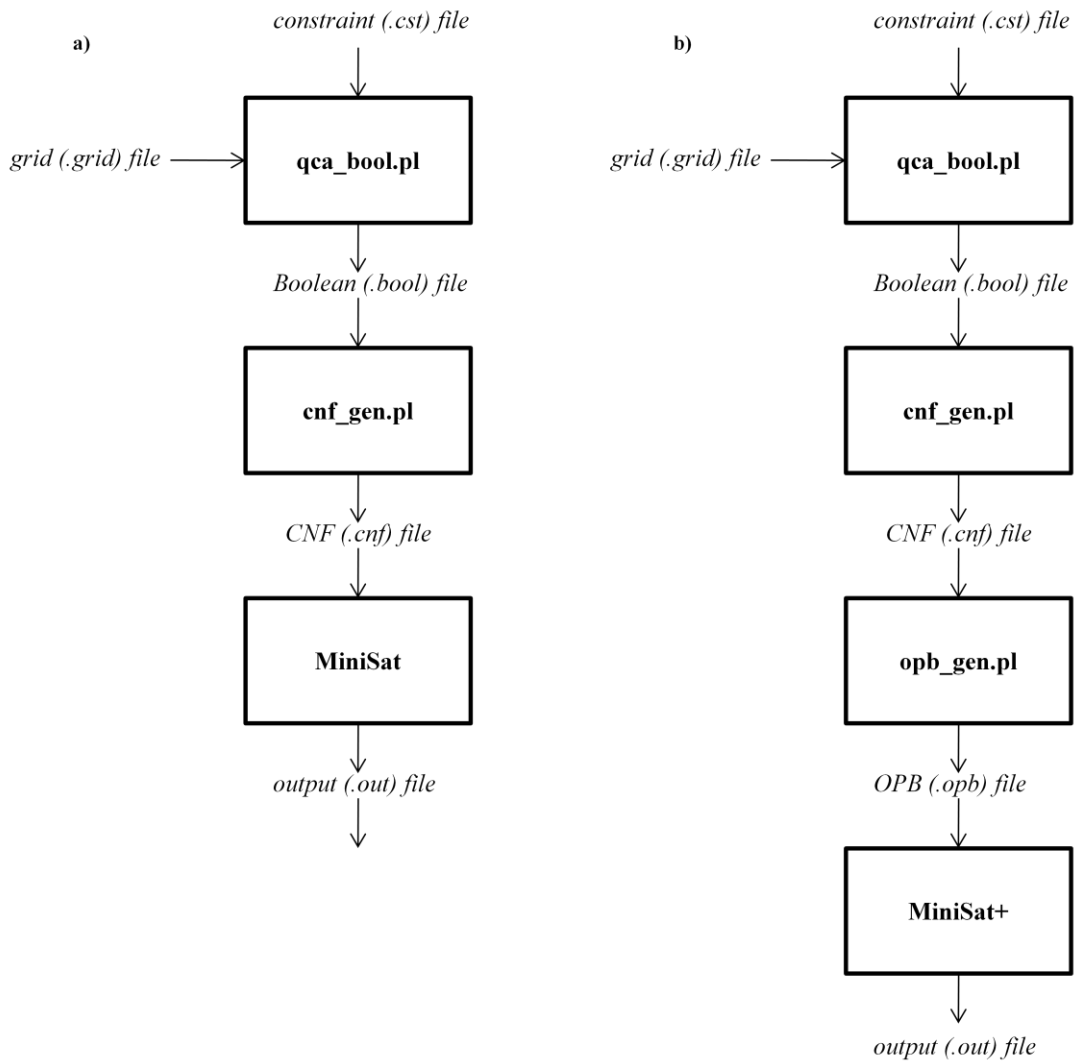 a)
constraint (.cst) file
grid (.grid) file
qca_bool.pl
Boolean (.bool) file
cnf_gen.pl
CNF (.cnf) file
MiniSat
output (.out) file
b)
constraint (.cst) file
grid (.grid) file
qca_bool.pl
Boolean (.bool) file
cnf_gen.pl
CNF (.cnf) file
opb_gen.pl
OPB (.opb) file
MiniSat+
output (.out) file